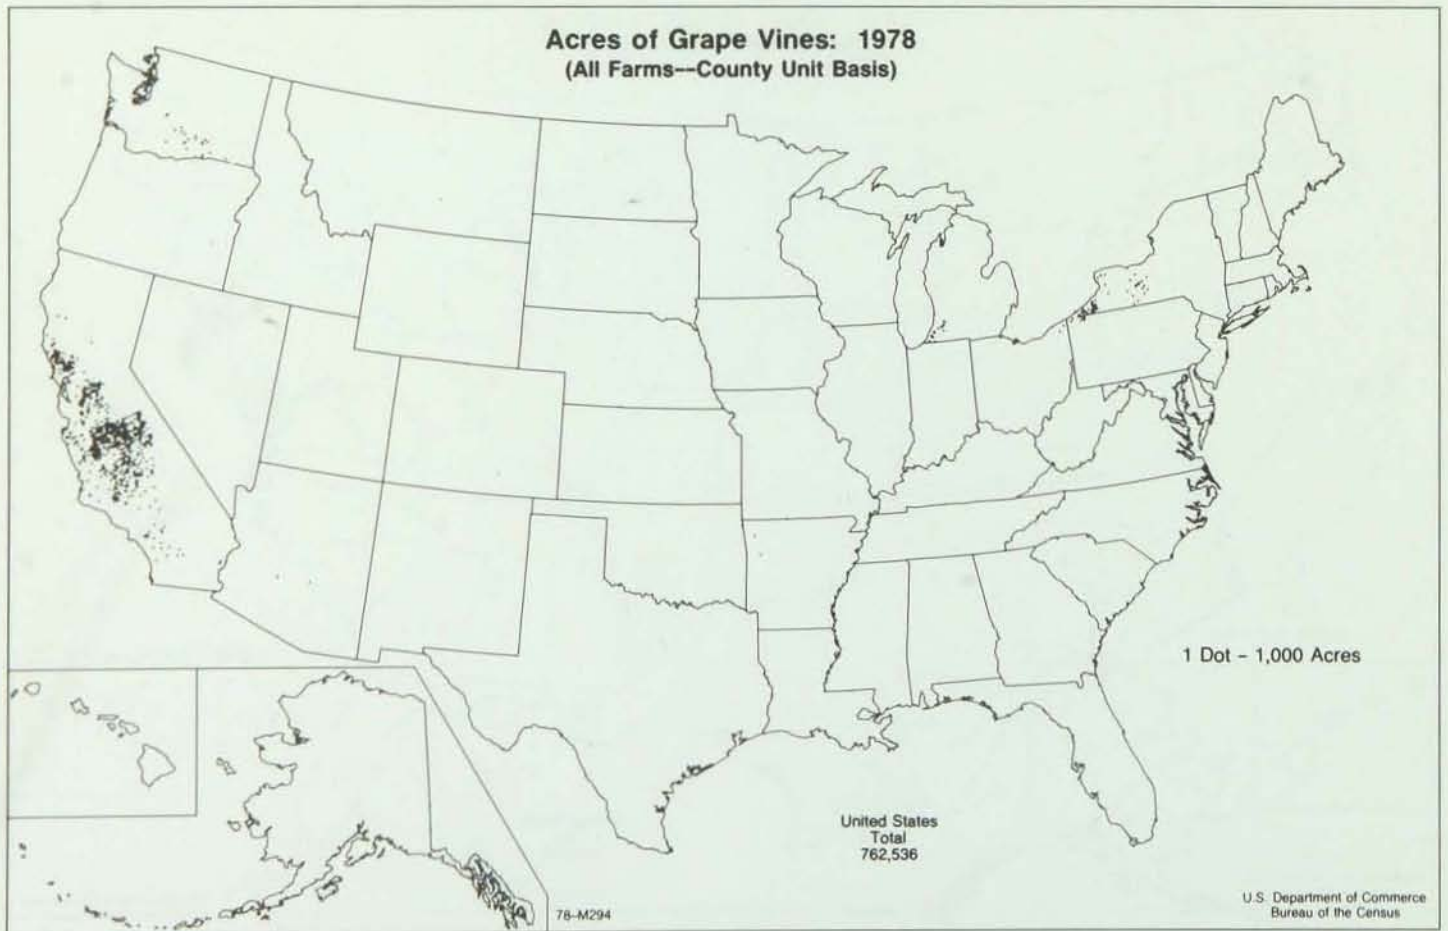 Acres of Grape Vines: 1978
(All Farms--County Unit Basis)
1 Dot - 1,000 Acres
United States
Total
762,536
78-M294
U.S. Department of Commerce
Bureau of the Census